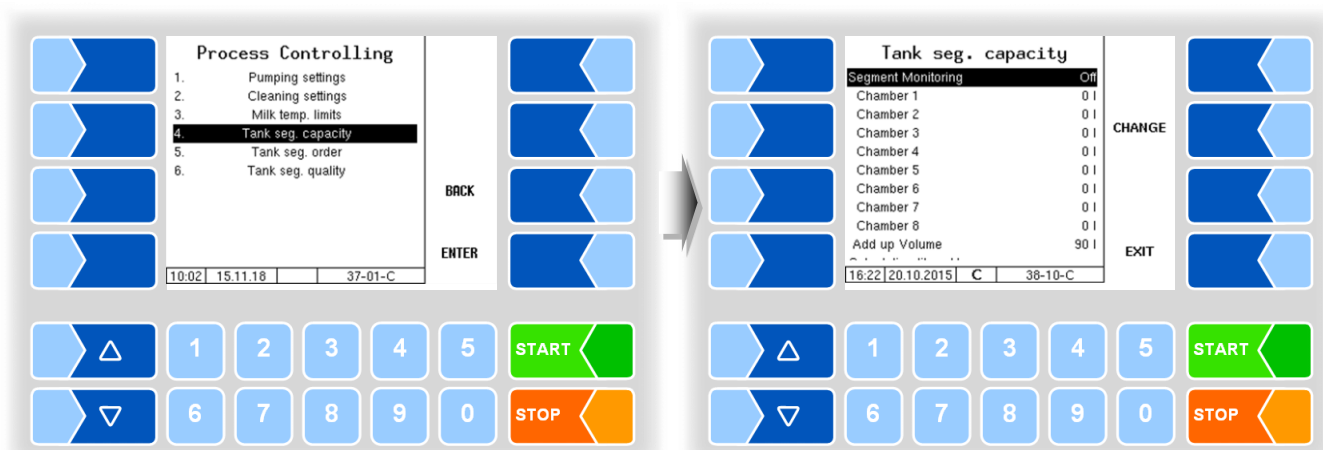 Process Controlling
1. Pumping settings
2. Cleaning settings
3. Milk temp. limits
4. Tank seg. capacity
5. Tank seg. order
6. Tank seg. quality
BACK
ENTER
10:02 15.11.18 37-01-C
1 2 3 4 5 START
6 7 8 9 0 STOP
Tank seg. capacity
Segment Monitoring Off
Chamber 1 0 l
Chamber 2 0 l
Chamber 3 0 l
CHANGE
Chamber 4 0 l
Chamber 5 0 l
Chamber 6 0 l
Chamber 7 0 l
Chamber 8 0 l
Add up Volume 90 l
EXIT
16:22 20.10.2015 C 38-10-C
1 2 3 4 5 START
6 7 8 9 0 STOP